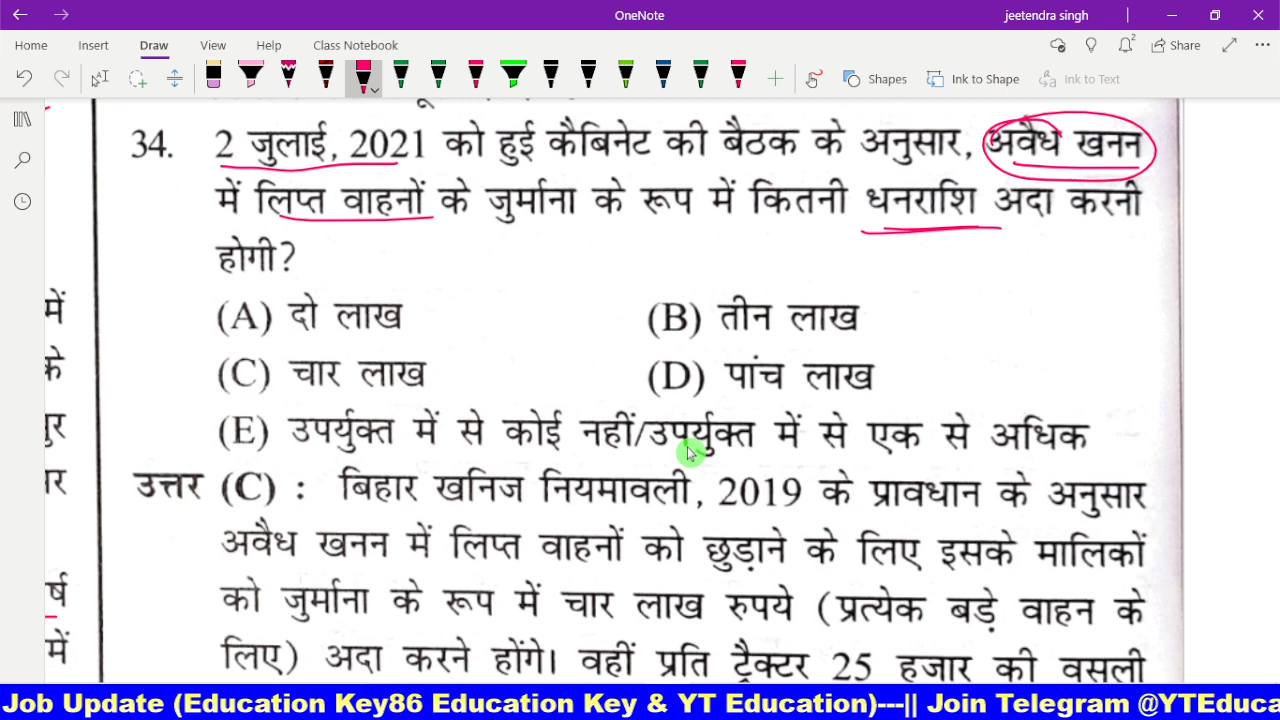 OneNote
jeetendra singh
Home Insert Draw View Help Class Notebook
Share
Shapes
Ink to Shape
Ink to Text
34. 2 जुलाई, 2021 को हुई कैबिनेट की बैठक के अनुसार, अवैध खनन
में लिप्त वाहनों के जुर्माना के रूप में कितनी धनराशि अदा करनी
होगी?
(A) दो लाख (B) तीन लाख
में
(C) चार लाख (D) पांच लाख
के
(E) उपर्युक्त में से कोई नहीं/उपर्युक्त में से एक से अधिक
उत्तर (C) : बिहार खनिज नियमावली, 2019 के प्रावधान के अनुसार
अवैध खनन में लिप्त वाहनों को छुड़ाने के लिए इसके मालिकों
को जुर्माना के रूप में चार लाख रुपये (प्रत्येक बड़े वाहन के
लिए) अदा करने होंगे। वहीं प्रति ट्रैक्टर 25 हजार की वसली
में
Job Update (Education Key86 Education Key & YT Education)---|| Join Telegram @YTEduca